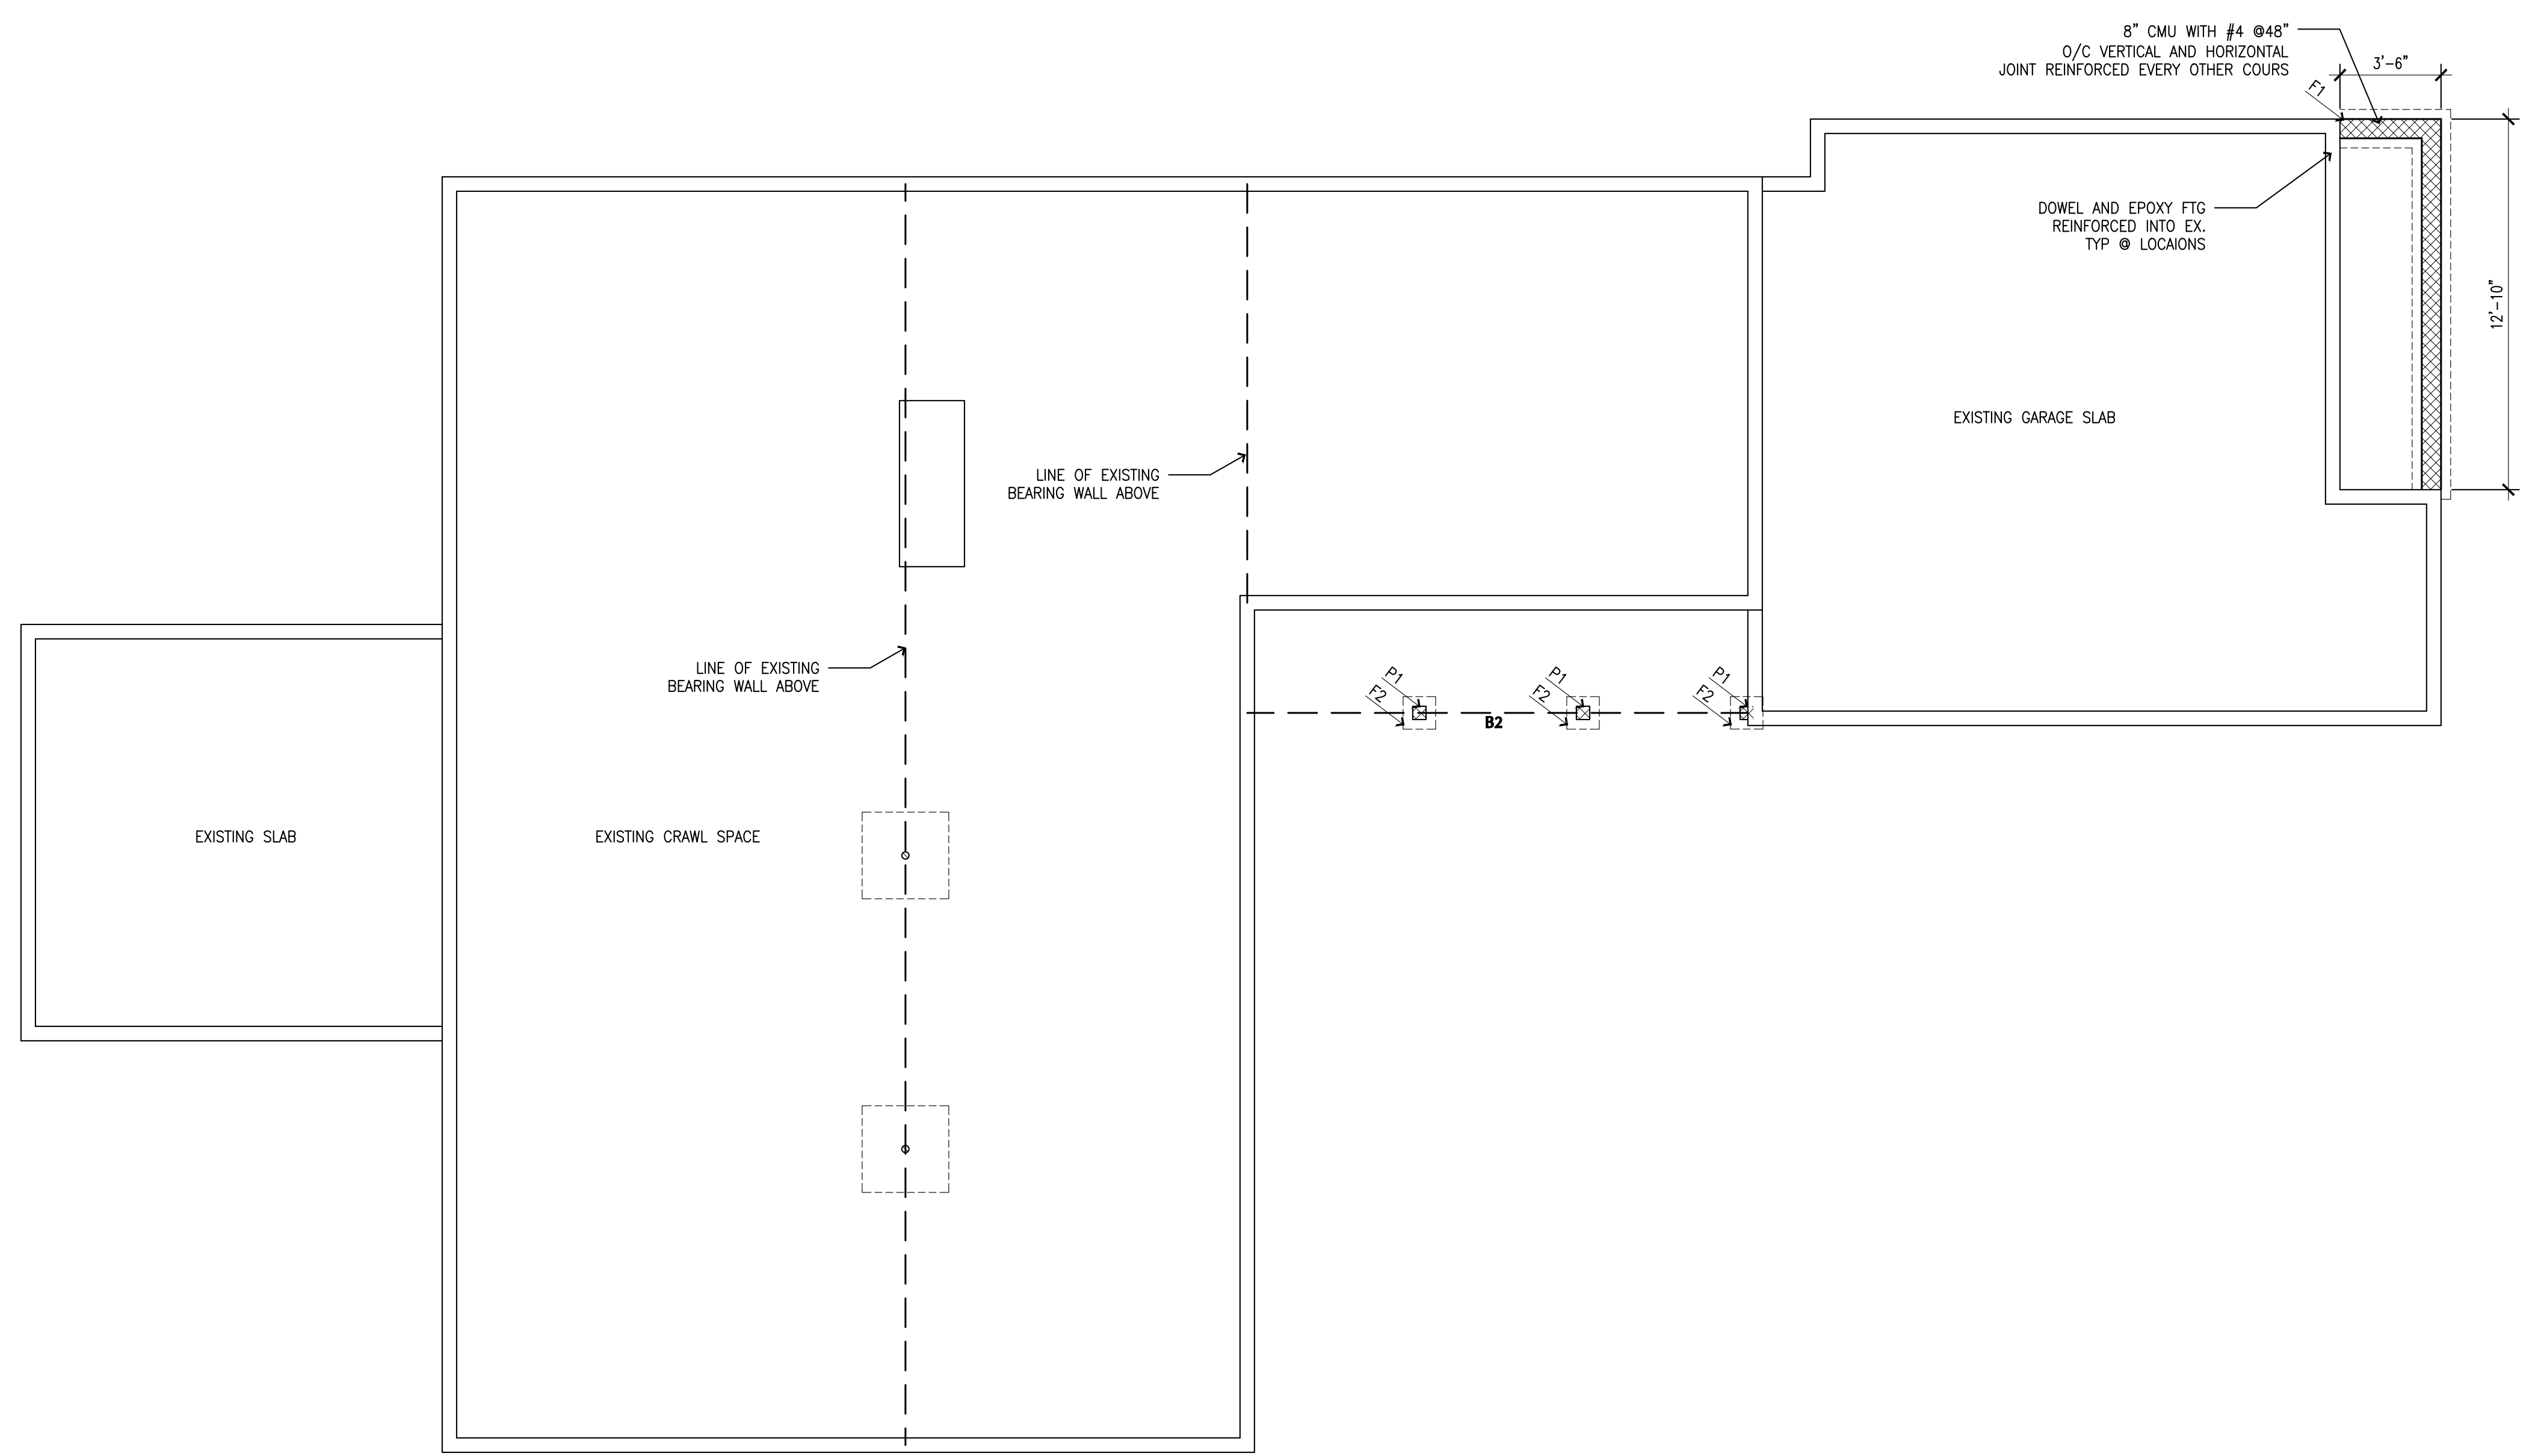 8" CMU WITH #4 @48"
O/C VERTICAL AND HORIZONTAL
JOINT REINFORCED EVERY OTHER COURS
3'-6"
F1
DOWEL AND EPOXY FTG
REINFORCED INTO EX.
TYP @ LOCAIONS
12'-10"
EXISTING GARAGE SLAB
LINE OF EXISTING
BEARING WALL ABOVE
LINE OF EXISTING
BEARING WALL ABOVE
P1
F2
P1
F2
P1
F2
B2
EXISTING SLAB
EXISTING CRAWL SPACE